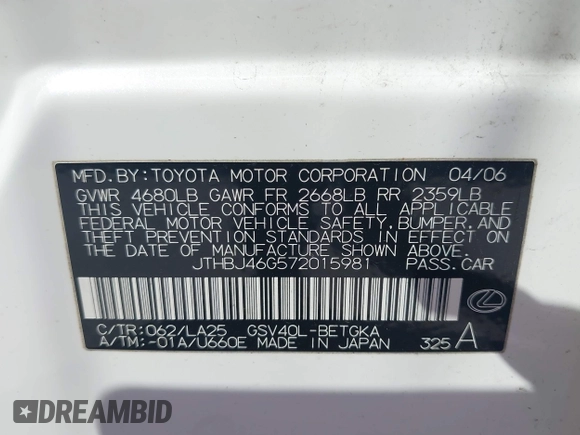 MFD.BY:TOYOTA MOTOR CORPORATION 04/06
GVWR 4680LB GAWR FR 2668LB RR 2359LB
THIS VEHICLE CONFORMS TO ALL APPLICABLE
FEDERAL MOTOR VEHICLE SAFETY, BUMPER, AND
THEFT PREVENTION STANDARDS IN EFFECT ON
THE DATE OF MANUFACTURE SHOWN ABOVE.
JTHBJ46G572015981 PASS.CAR
C/TR:062/LA25 GSV40L-BETGKA
A/TM:-01A/U660E MADE IN JAPAN 325 A
DREAMBID